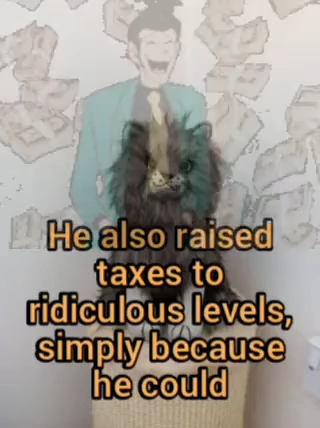 He also raised
taxes to
ridiculous levels,
simply because
he could